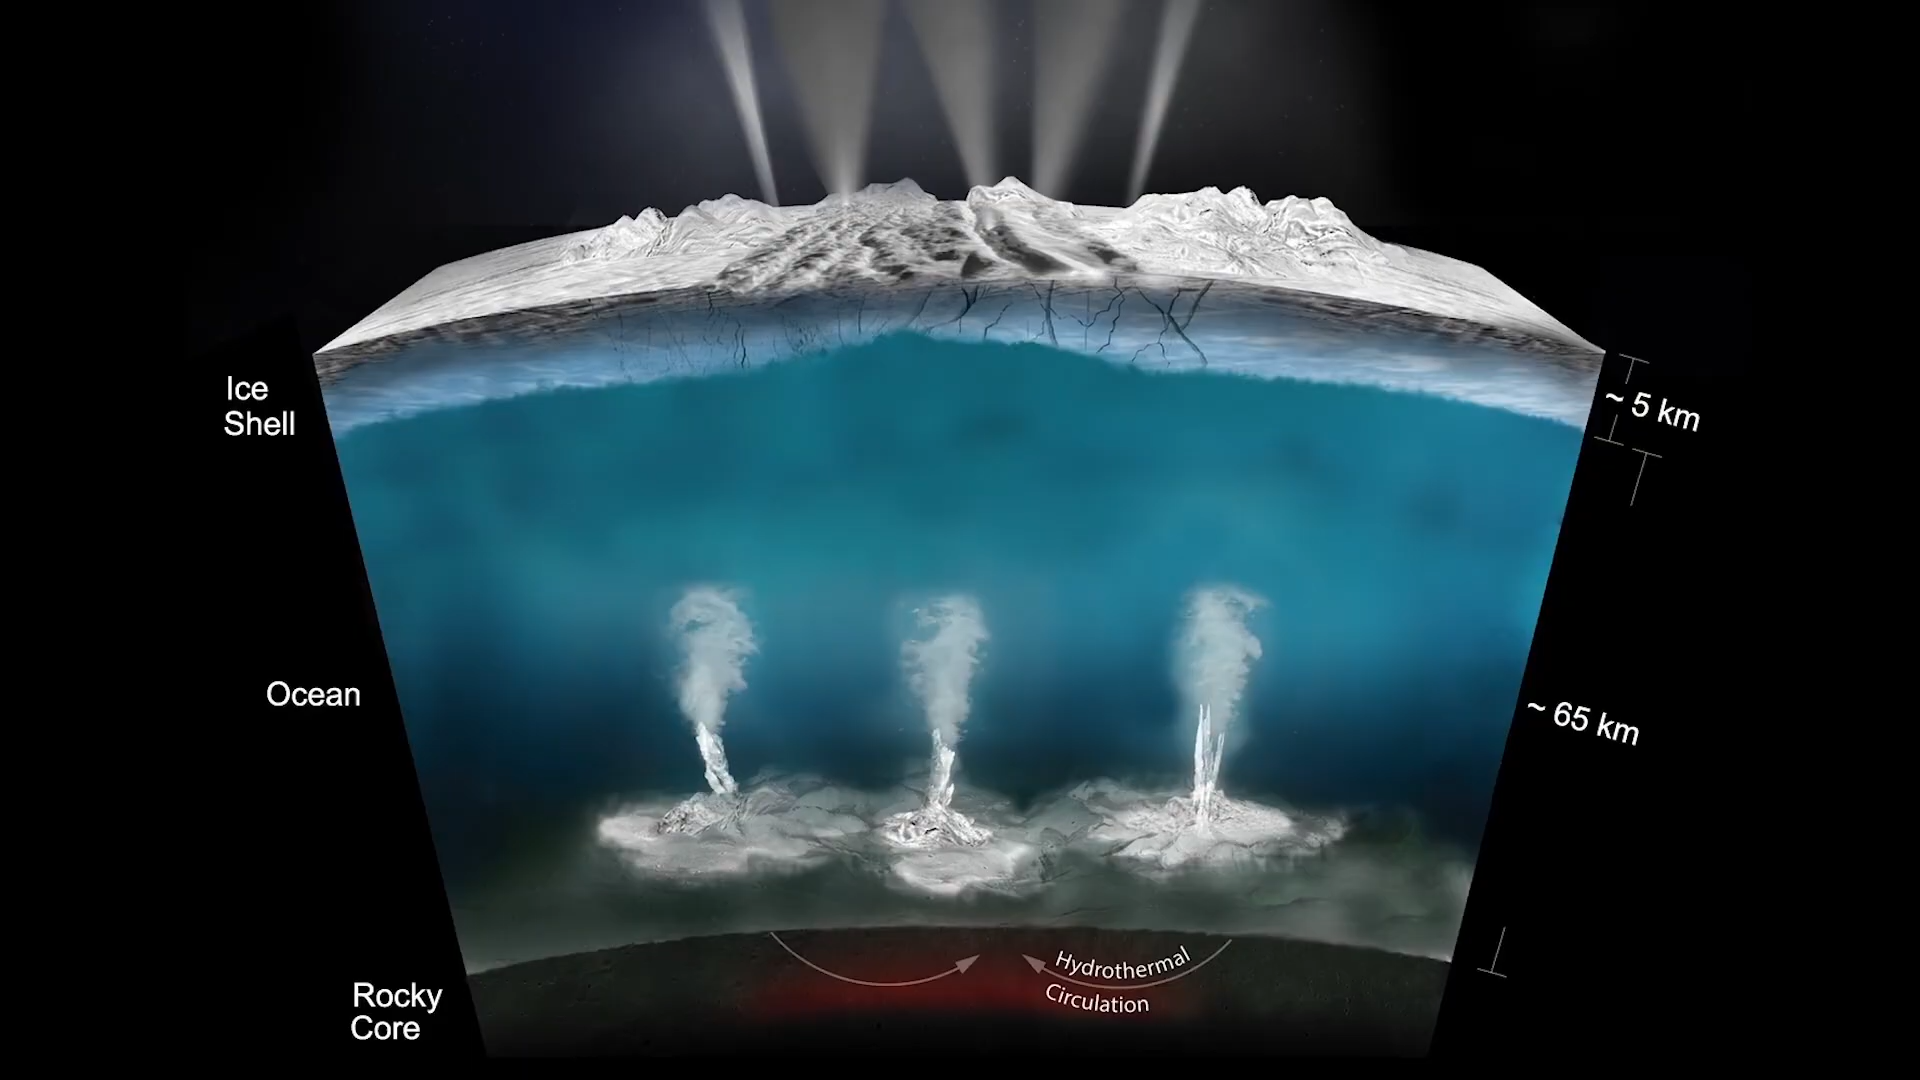 Ice
Shell
~ 5 km
Ocean
~ 65 km
Rocky
Core
Hydrothermal
Circulation